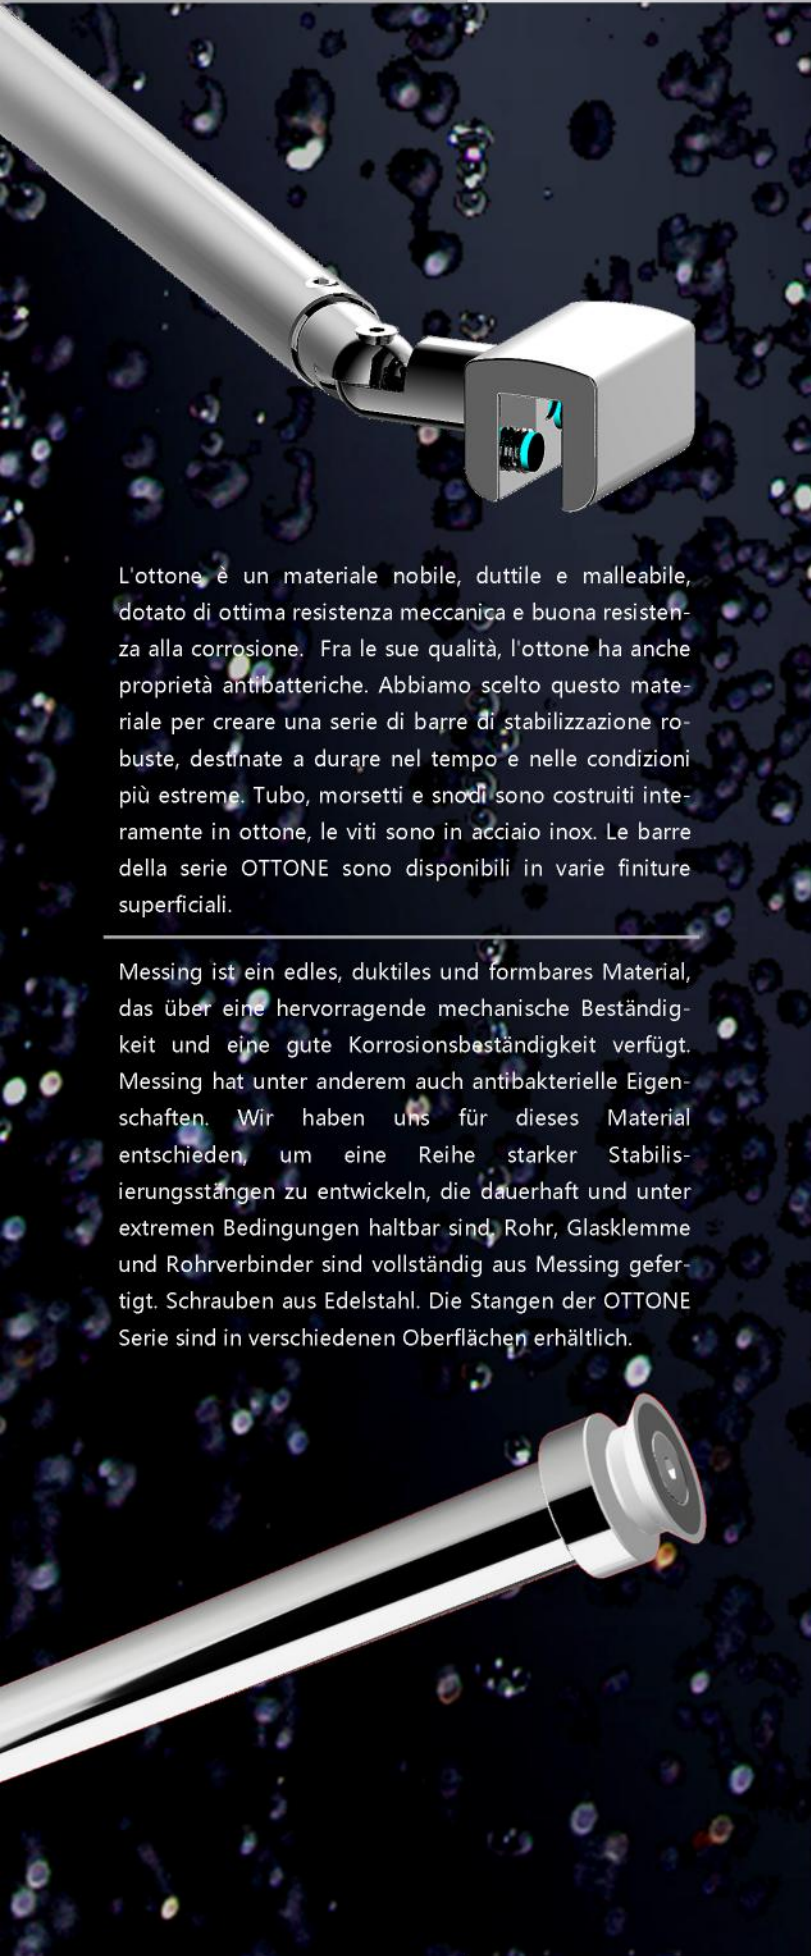 L'ottone è un materiale nobile, duttile e malleabile,
dotato di ottima resistenza meccanica e buona resisten-
za alla corrosione.  Fra le sue qualità, l'ottone ha anche
proprietà antibatteriche. Abbiamo scelto questo mate-
riale per creare una serie di barre di stabilizzazione ro-
buste, destinate a durare nel tempo e nelle condizioni
più estreme. Tubo, morsetti e snodi sono costruiti inte-
ramente in ottone, le viti sono in acciaio inox. Le barre
della serie OTTONE sono disponibili in varie finiture
superficiali.
Messing ist ein edles, duktiles und formbares Material,
das über eine hervorragende mechanische Beständig-
keit und eine gute Korrosionsbeständigkeit verfügt.
Messing hat unter anderem auch antibakterielle Eigen-
schaften. Wir haben uns für dieses Material
entschieden, um eine Reihe starker Stabilis-
ierungsstängen zu entwickeln, die dauerhaft und unter
extremen Bedingungen haltbar sind. Rohr, Glasklemme
und Rohrverbinder sind vollständig aus Messing gefer-
tigt. Schrauben aus Edelstahl. Die Stangen der OTTONE
Serie sind in verschiedenen Oberflächen erhältlich.